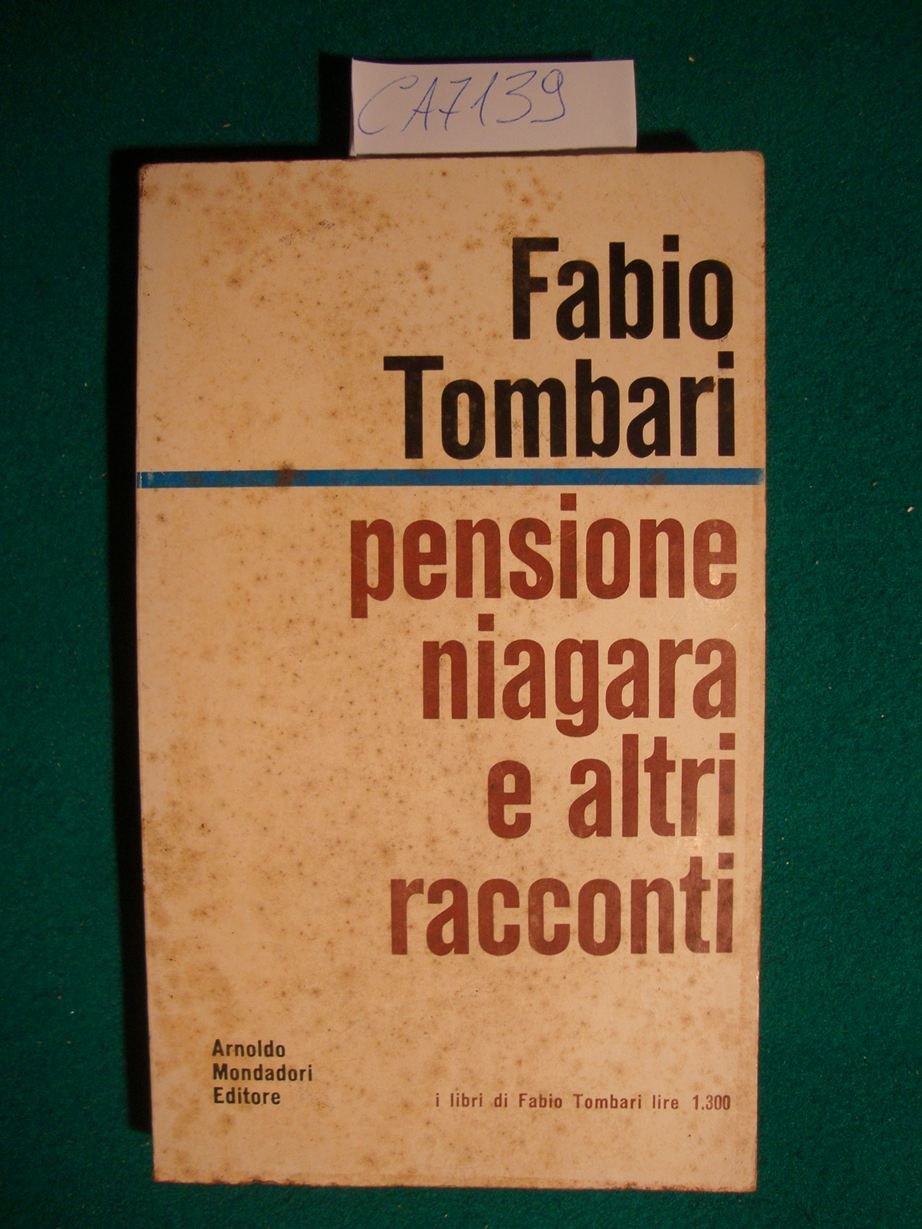 CA7139
Fabio
Tombari
pensione
niagara
e altri
racconti
Arnoldo
Mondadori
Editore
i libri di Fabio Tombari lire 1.300